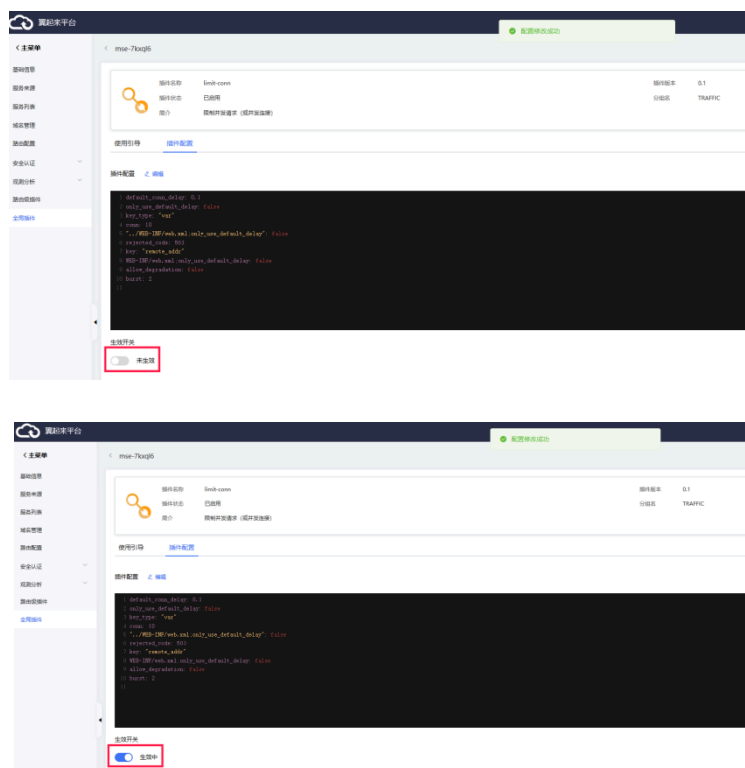 翼起来平台
配置修改成功
< 主菜单
< mse-7kxqj6
基础信息
服务来源
服务列表
域名管理
路由配置
安全认证
观测分析
路由级插件
全局插件
插件名称 limit-conn 插件版本 0.1
插件状态 已启用 分组名 TRAFFIC
简介 限制并发请求（或并发连接）
使用引导 插件配置
插件配置 编辑
1 default_conn_delay: 0.1
2 only_use_default_delay: false
3 key_type: "var"
4 conn: 10
5 "../WEB-INF/web.xml:only_use_default_delay": false
6 rejected_code: 503
7 key: "remote_addr"
8 WEB-INF/web.xml:only_use_default_delay: false
9 allow_degradation: false
10 burst: 2
11
生效开关
未生效
翼起来平台
配置修改成功
< 主菜单
< mse-7kxqj6
基础信息
服务来源
服务列表
域名管理
路由配置
安全认证
观测分析
路由级插件
全局插件
插件名称 limit-conn 插件版本 0.1
插件状态 已启用 分组名 TRAFFIC
简介 限制并发请求（或并发连接）
使用引导 插件配置
插件配置 编辑
1 default_conn_delay: 0.1
2 only_use_default_delay: false
3 key_type: "var"
4 conn: 10
5 "../WEB-INF/web.xml:only_use_default_delay": false
6 rejected_code: 503
7 key: "remote_addr"
8 WEB-INF/web.xml:only_use_default_delay: false
9 allow_degradation: false
10 burst: 2
11
生效开关
生效中